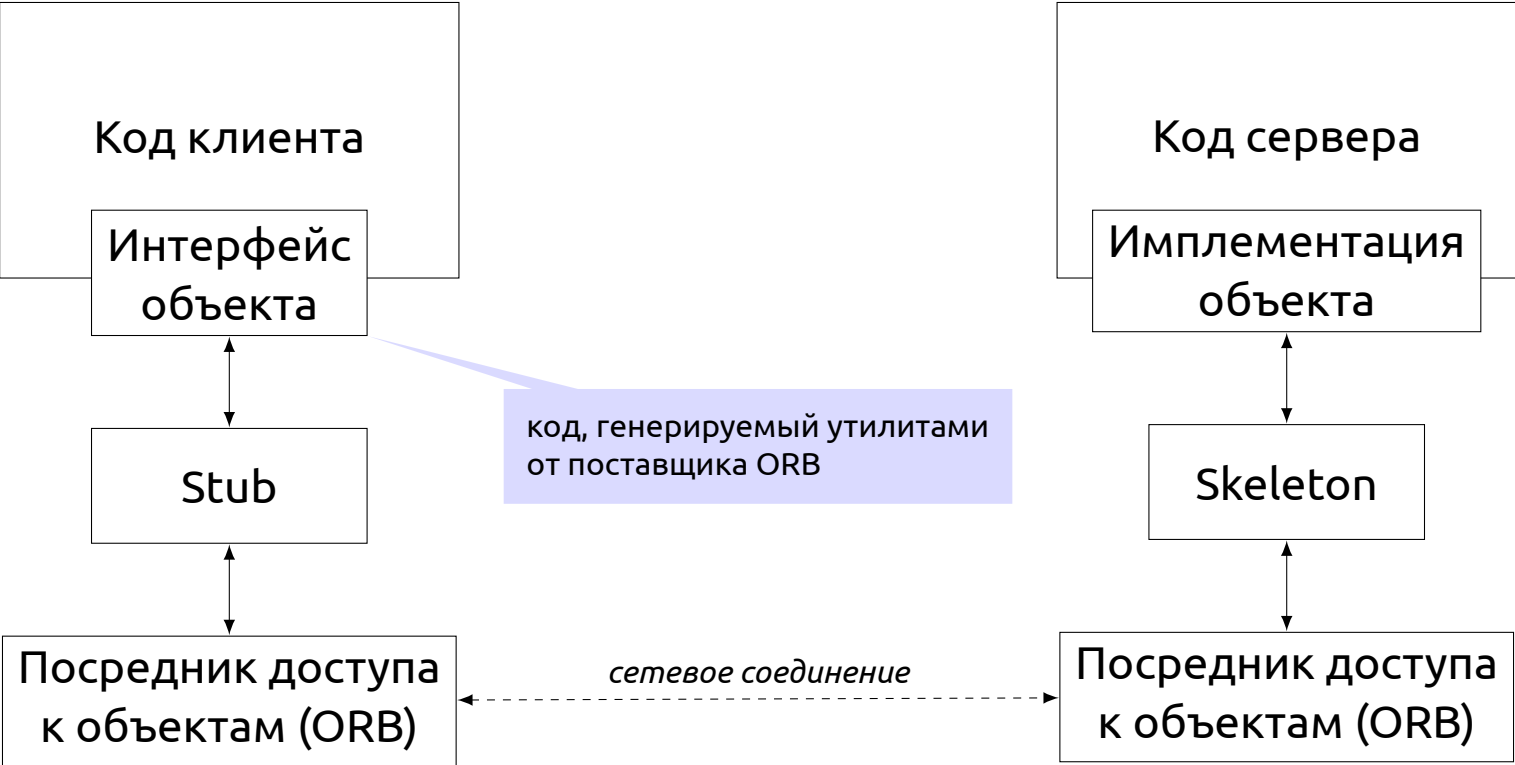 Код клиента
Код сервера
Интерфейс
объекта
Имплементация
объекта
код, генерируемый утилитами
от поставщика ORB
Stub
Skeleton
Посредник доступа
к объектам (ORB)
сетевое соединение
Посредник доступа
к объектам (ORB)